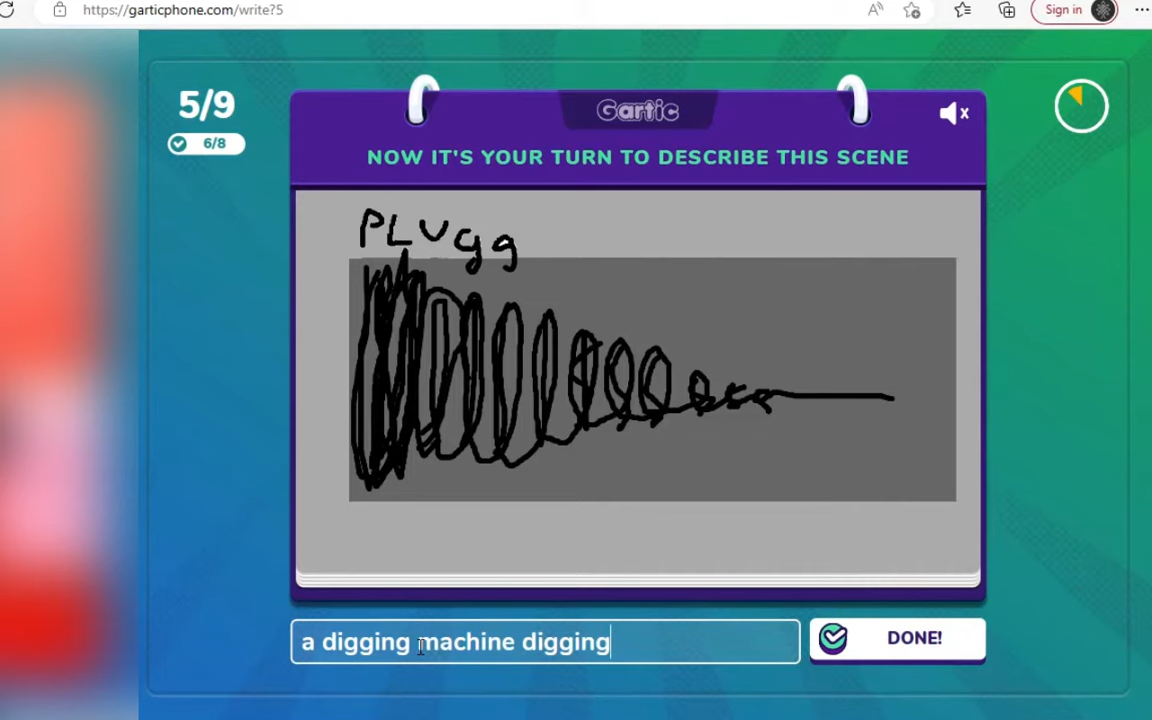 https://garticphone.com/write?5
Sign in
5/9
6/8
Gartic
NOW IT'S YOUR TURN TO DESCRIBE THIS SCENE
PLUgg
a digging machine digging
DONE!